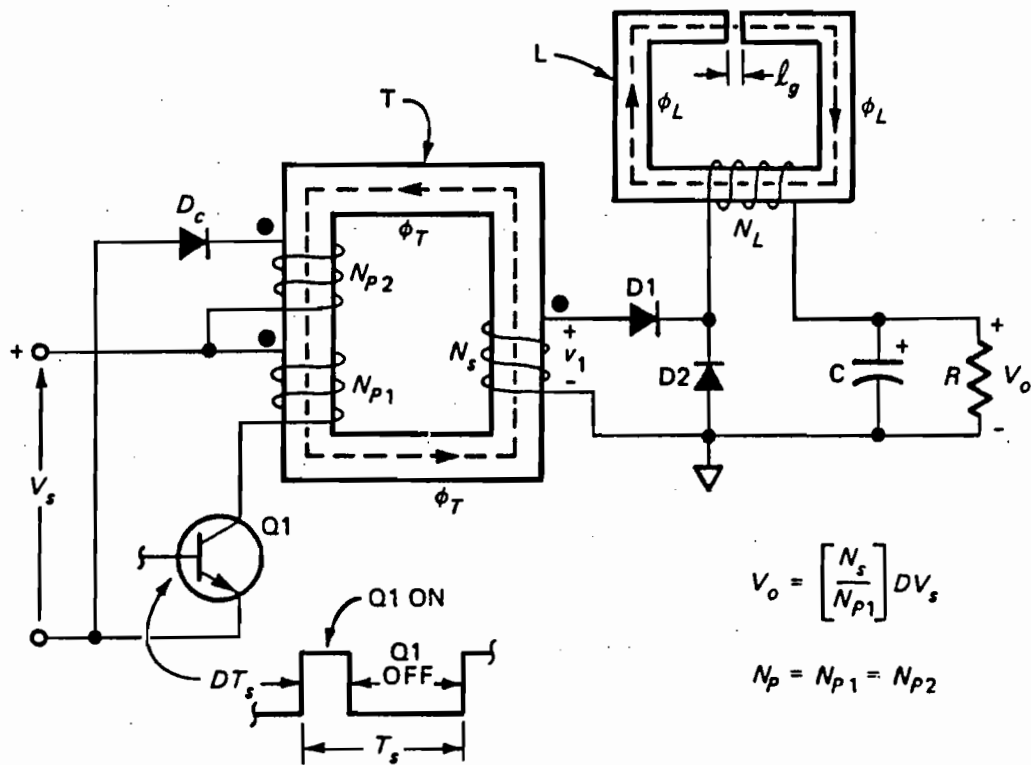 L
ℓg
ϕL
ϕL
T
Dc
ϕT
NP2
NL
+
NP1
Ns
+
v1
-
D1
D2
C
+
R
+
Vo
-
Vs
ϕT
Q1
Q1 ON
Q1
OFF
DTs
Ts
Vo = [Ns/NP1] DVs
NP = NP1 = NP2